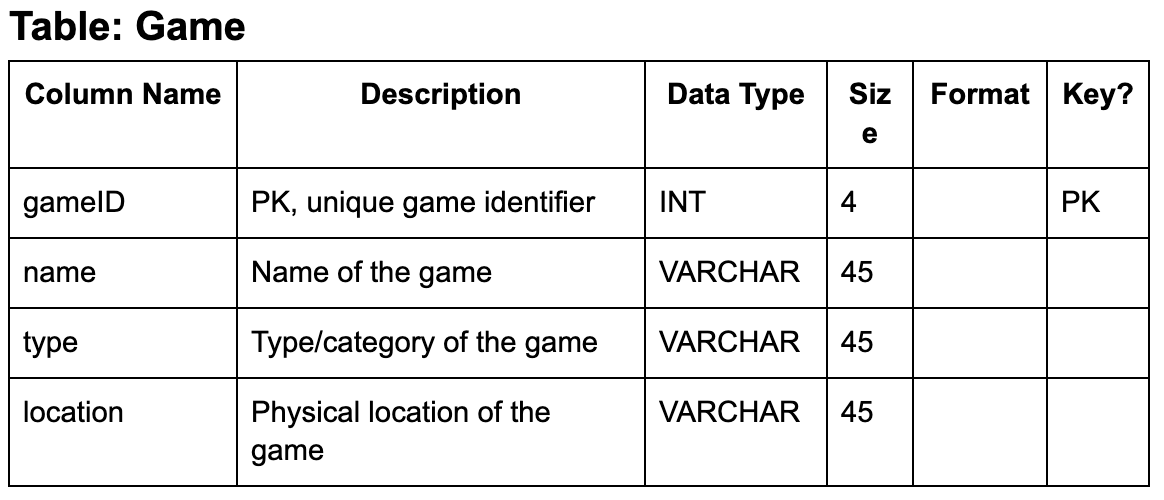 Table: Game
Column Name Description Data Type Siz Format Key?
e
gameID PK, unique game identifier INT 4 PK
name Name of the game VARCHAR 45
type Type/category of the game VARCHAR 45
location Physical location of the VARCHAR 45
game